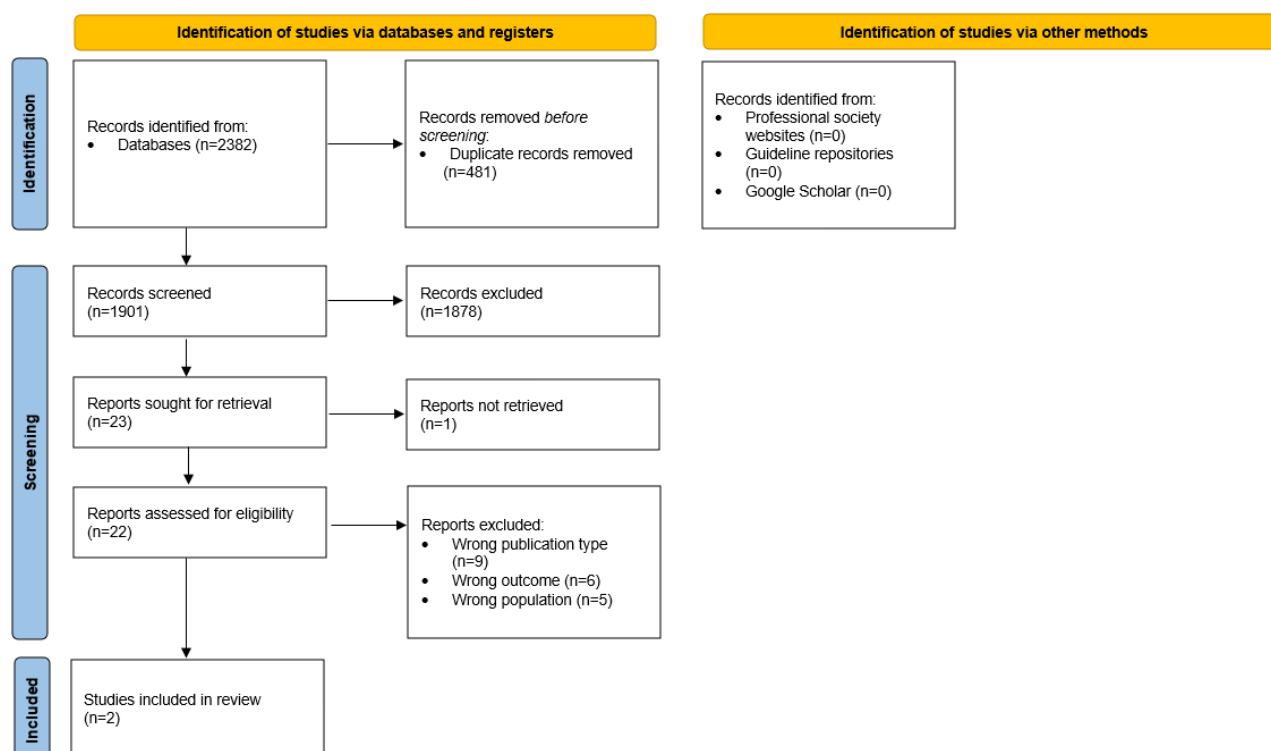 Identification of studies via databases and registers
Identification of studies via other methods
Identification
Records identified from:
• Databases (n=2382)
Records removed before
screening:
• Duplicate records removed
(n=481)
Records identified from:
• Professional society
websites (n=0)
• Guideline repositories
(n=0)
• Google Scholar (n=0)
Screening
Records screened
(n=1901)
Records excluded
(n=1878)
Reports sought for retrieval
(n=23)
Reports not retrieved
(n=1)
Reports assessed for eligibility
(n=22)
Reports excluded:
• Wrong publication type
(n=9)
• Wrong outcome (n=6)
• Wrong population (n=5)
Included
Studies included in review
(n=2)